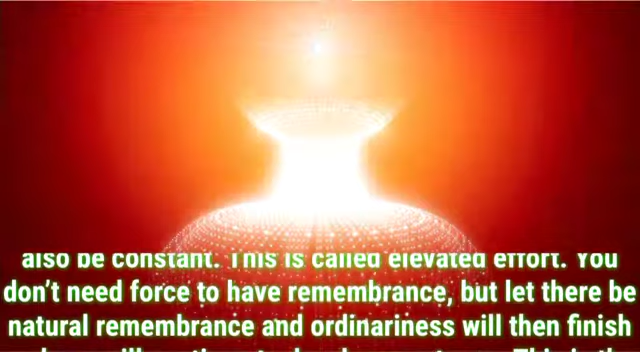 also be constant. This is called elevated effort. You
don't need force to have remembrance, but let there be
natural remembrance and ordinariness will then finish